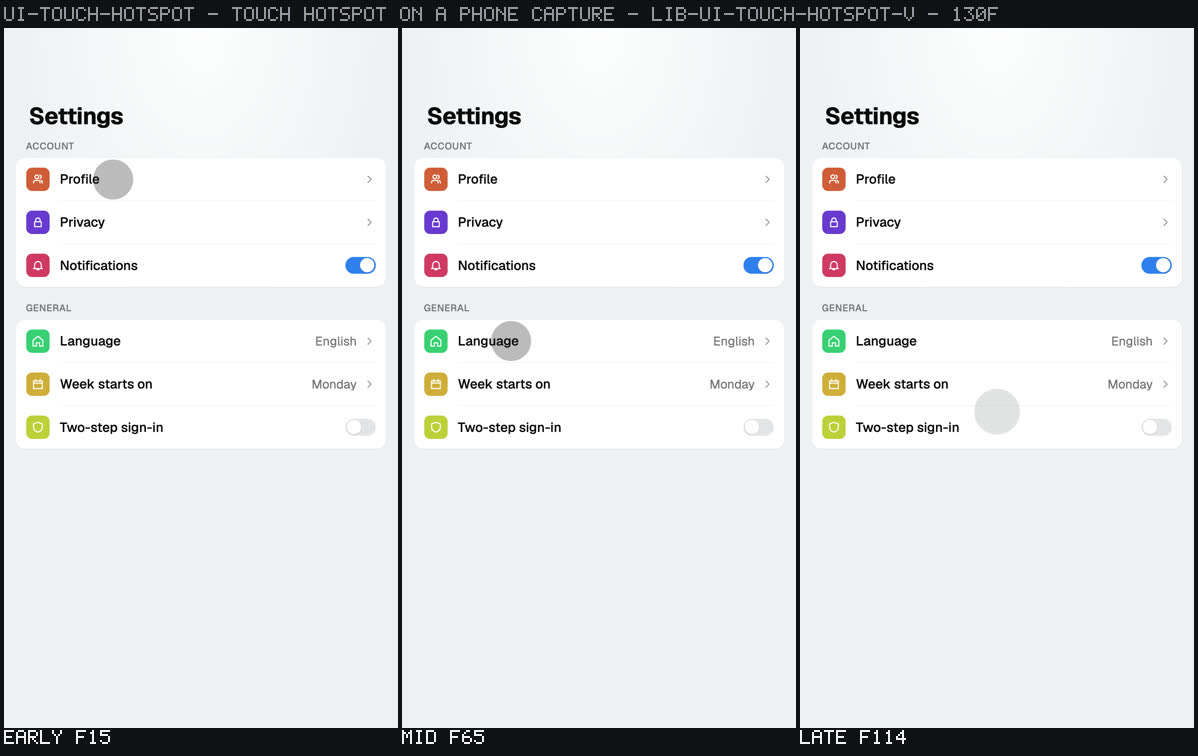 UI-TOUCH-HOTSPOT - TOUCH HOTSPOT ON A PHONE CAPTURE - LIB-UI-TOUCH-HOTSPOT-V - 130F
Settings
ACCOUNT
Profile
Privacy
Notifications
GENERAL
Language English
Week starts on Monday
Two-step sign-in
EARLY F15
Settings
ACCOUNT
Profile
Privacy
Notifications
GENERAL
Language English
Week starts on Monday
Two-step sign-in
MID F65
Settings
ACCOUNT
Profile
Privacy
Notifications
GENERAL
Language English
Week starts on Monday
Two-step sign-in
LATE F114